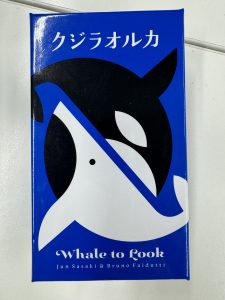 クジラオルカ
Whale to Look
Jun Sasaki & Bruno Faidutti